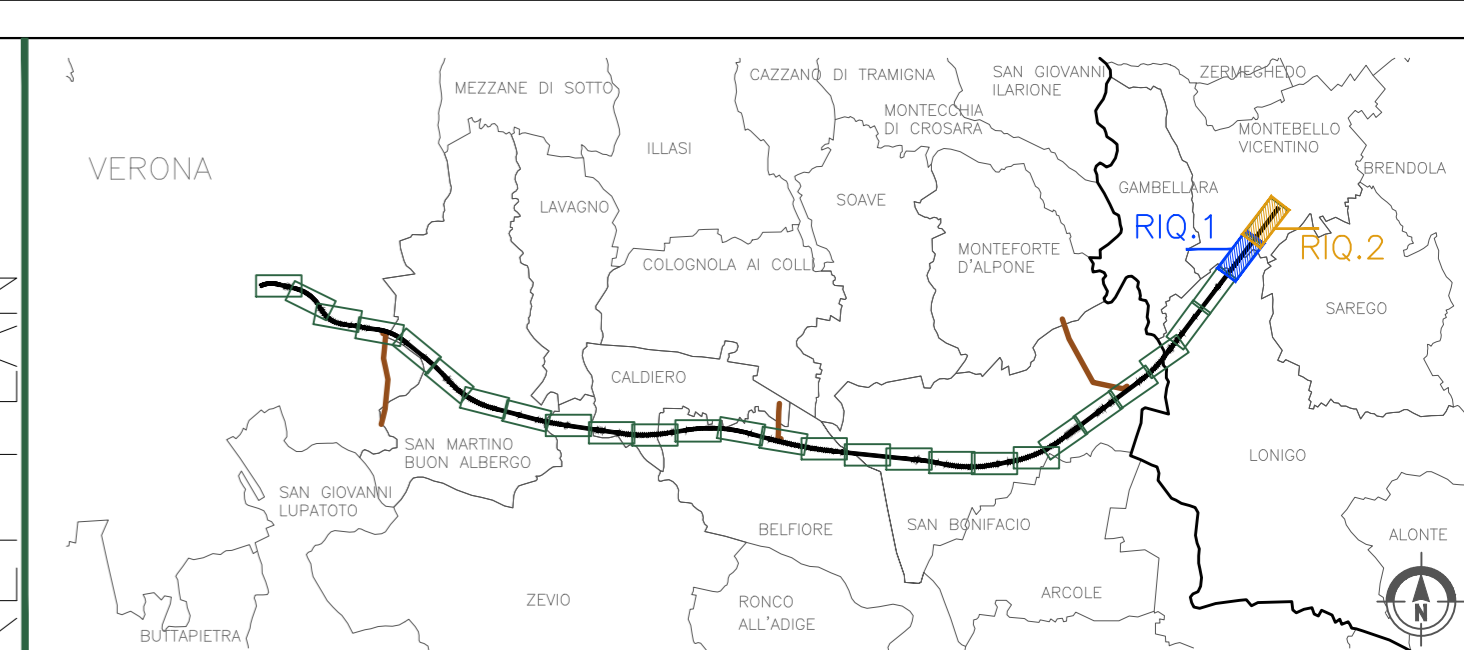 CAZZANO DI TRAMIGNA
SAN GIOVANNI
ILARIONE
ZERMEGHEDO
MEZZANE DI SOTTO
MONTECCHIA
DI CROSARA
MONTEBELLO
VICENTINO
ILLASI
VERONA
BRENDOLA
GAMBELLARA
SOAVE
LAVAGNO
RIQ.1
RIQ.2
MONTEFORTE
D'ALPONE
COLOGNOLA AI COLLI
SAREGO
CALDIERO
SAN MARTINO
BUON ALBERGO
LONIGO
SAN GIOVANNI
LUPATOTO
BELFIORE
SAN BONIFACIO
ALONTE
ZEVIO
RONCO
ALL'ADIGE
ARCOLE
N
BUTTAPIETRA